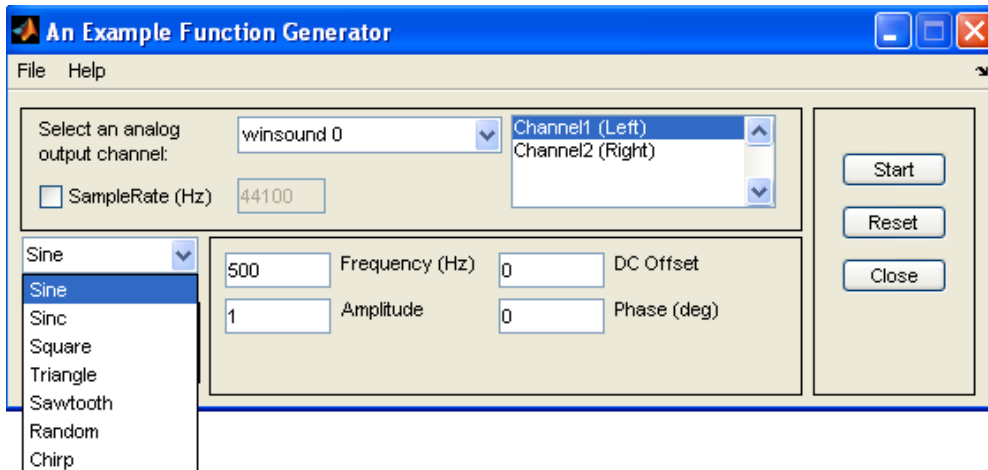 An Example Function Generator
File Help
Select an analog
output channel:
winsound 0
Channel1 (Left)
Channel2 (Right)
SampleRate (Hz)
44100
Start
Reset
Close
Sine
Sine
Sinc
Square
Triangle
Sawtooth
Random
Chirp
500 Frequency (Hz) 0 DC Offset
1 Amplitude 0 Phase (deg)